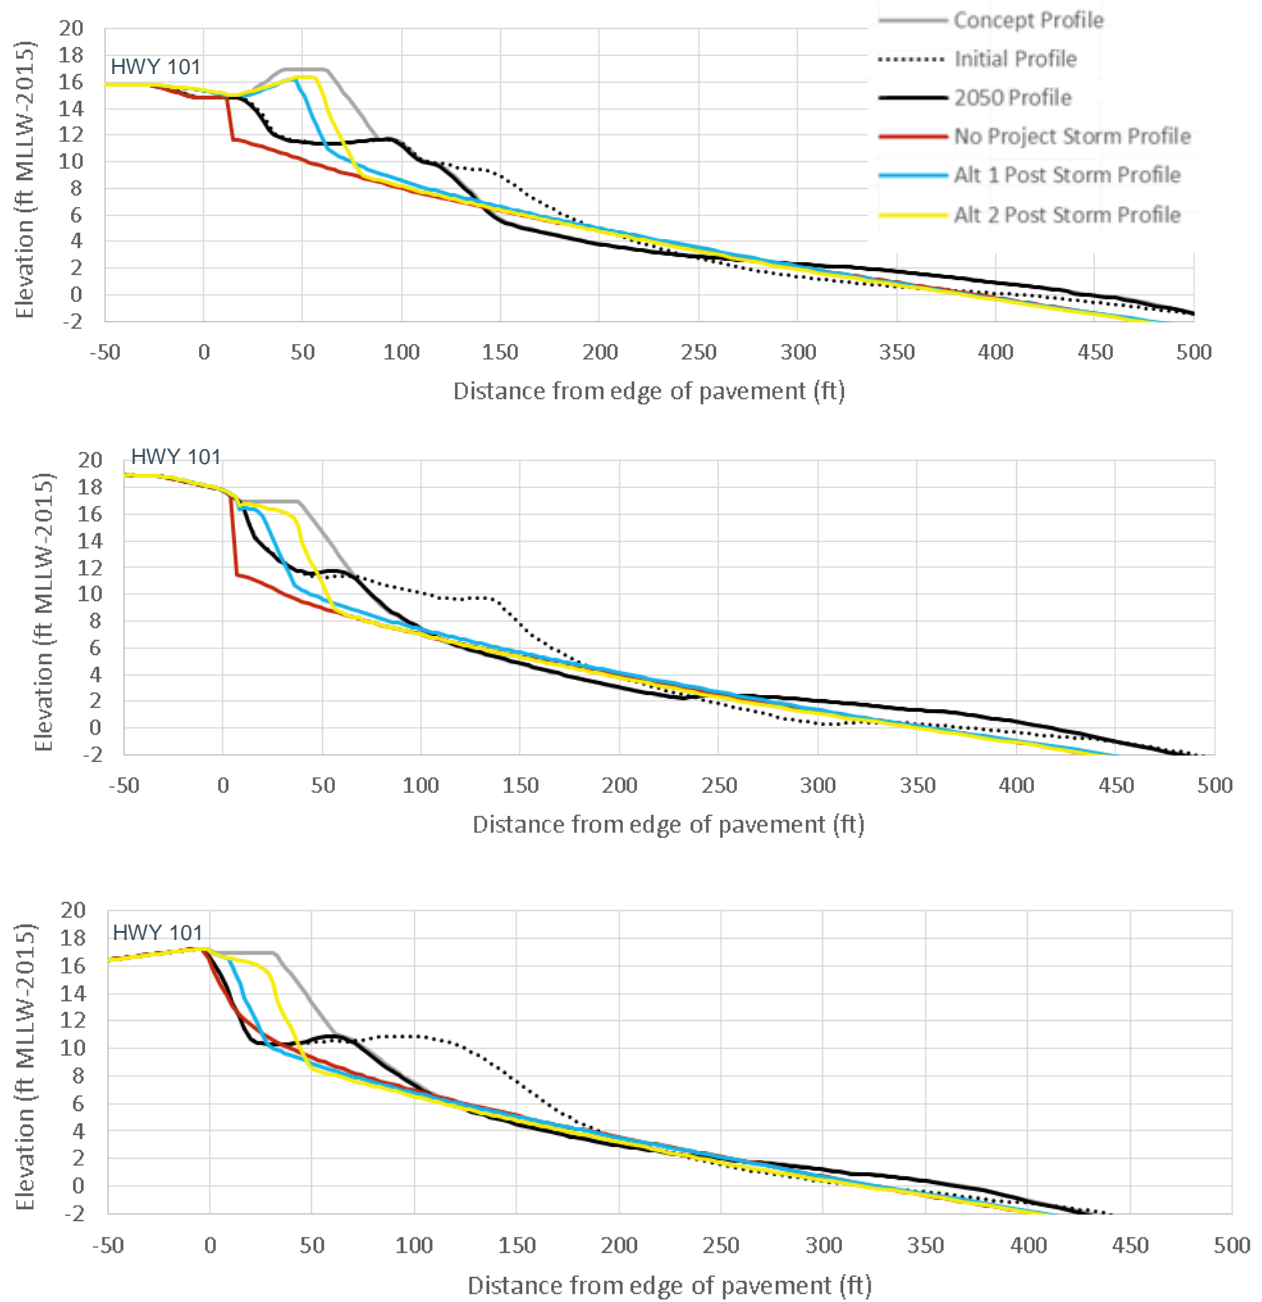 20
18
16
14
12
10
8
6
4
2
0
-2
Elevation (ft MLLW-2015)
HWY 101
Concept Profile
Initial Profile
2050 Profile
No Project Storm Profile
Alt 1 Post Storm Profile
Alt 2 Post Storm Profile
-50 0 50 100 150 200 250 300 350 400 450 500
Distance from edge of pavement (ft)
20
18
16
14
12
10
8
6
4
2
0
-2
Elevation (ft MLLW-2015)
HWY 101
-50 0 50 100 150 200 250 300 350 400 450 500
Distance from edge of pavement (ft)
20
18
16
14
12
10
8
6
4
2
0
-2
Elevation (ft MLLW-2015)
HWY 101
-50 0 50 100 150 200 250 300 350 400 450 500
Distance from edge of pavement (ft)